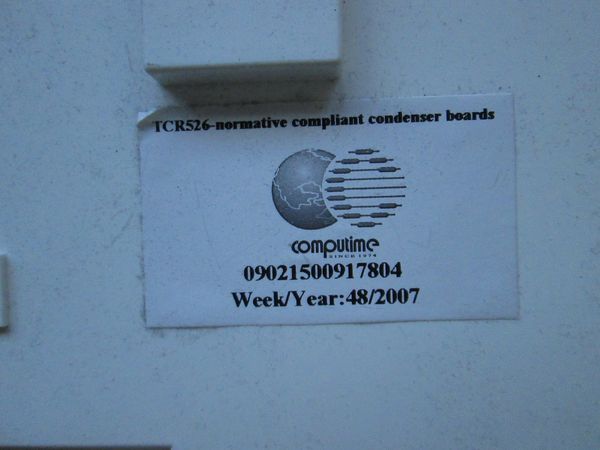 TCR526-normative compliant condenser boards
computime
SINCE 1974
09021500917804
Week/Year:48/2007